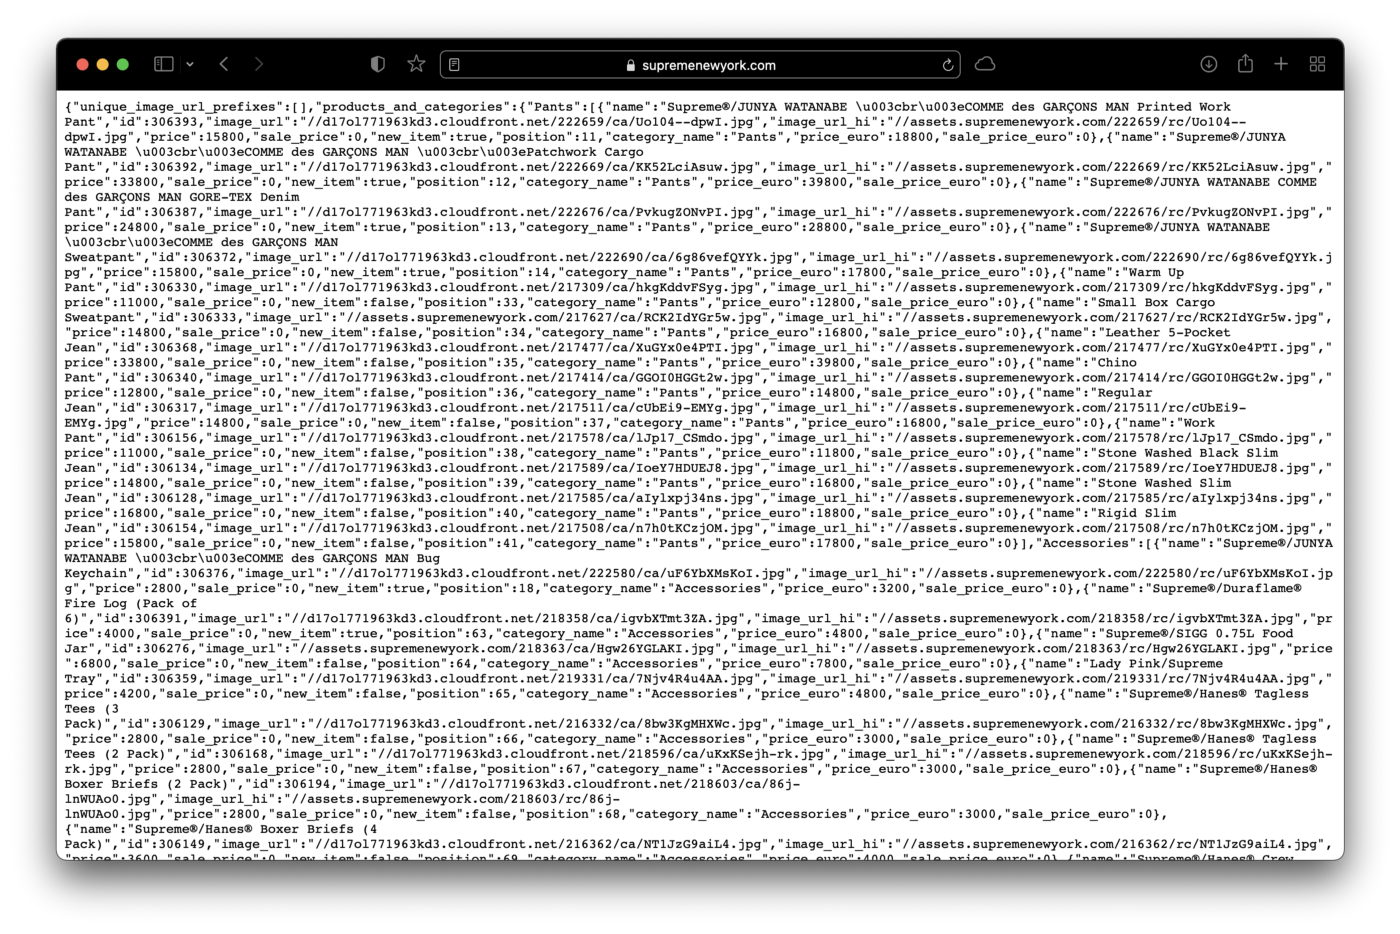 supremenewyork.com
{"unique_image_url_prefixes":[],"products_and_categories":{"Pants":[{"name":"Supreme®/JUNYA WATANABE \u003cbr\u003eCOMME des GARÇONS MAN Printed Work
Pant","id":306393,"image_url":"//d17ol771963kd3.cloudfront.net/222659/ca/Uo1O4--dpwI.jpg","image_url_hi":"//assets.supremenewyork.com/222659/rc/Uo1O4--
dpwI.jpg","price":15800,"sale_price":0,"new_item":true,"position":11,"category_name":"Pants","price_euro":18800,"sale_price_euro":0},{"name":"Supreme®/JUNYA
WATANABE \u003cbr\u003eCOMME des GARÇONS MAN \u003cbr\u003ePatchwork Cargo
Pant","id":306392,"image_url":"//d17ol771963kd3.cloudfront.net/222669/ca/KK52LciAsuw.jpg","image_url_hi":"//assets.supremenewyork.com/222669/rc/KK52LciAsuw.jpg","
price":33800,"sale_price":0,"new_item":true,"position":12,"category_name":"Pants","price_euro":39800,"sale_price_euro":0},{"name":"Supreme®/JUNYA WATANABE COMME
des GARÇONS MAN GORE-TEX Denim
Pant","id":306387,"image_url":"//d17ol771963kd3.cloudfront.net/222676/ca/PvkugZONvPI.jpg","image_url_hi":"//assets.supremenewyork.com/222676/rc/PvkugZONvPI.jpg","
price":24800,"sale_price":0,"new_item":true,"position":13,"category_name":"Pants","price_euro":28800,"sale_price_euro":0},{"name":"Supreme®/JUNYA WATANABE
\u003cbr\u003eCOMME des GARÇONS MAN
Sweatpant","id":306372,"image_url":"//d17ol771963kd3.cloudfront.net/222690/ca/6g86vefQYYk.jpg","image_url_hi":"//assets.supremenewyork.com/222690/rc/6g86vefQYYk.j
pg","price":15800,"sale_price":0,"new_item":true,"position":14,"category_name":"Pants","price_euro":17800,"sale_price_euro":0},{"name":"Warm Up
Pant","id":306330,"image_url":"//d17ol771963kd3.cloudfront.net/217309/ca/hkgKddvFSyg.jpg","image_url_hi":"//assets.supremenewyork.com/217309/rc/hkgKddvFSyg.jpg","
price":11000,"sale_price":0,"new_item":false,"position":33,"category_name":"Pants","price_euro":12800,"sale_price_euro":0},{"name":"Small Box Cargo
Sweatpant","id":306333,"image_url":"//assets.supremenewyork.com/217627/ca/RCK2IdYGr5w.jpg","image_url_hi":"//assets.supremenewyork.com/217627/rc/RCK2IdYGr5w.jpg",
"price":14800,"sale_price":0,"new_item":false,"position":34,"category_name":"Pants","price_euro":16800,"sale_price_euro":0},{"name":"Leather 5-Pocket
Jean","id":306368,"image_url":"//d17ol771963kd3.cloudfront.net/217477/ca/XuGYx0e4PTI.jpg","image_url_hi":"//assets.supremenewyork.com/217477/rc/XuGYx0e4PTI.jpg","
price":33800,"sale_price":0,"new_item":false,"position":35,"category_name":"Pants","price_euro":39800,"sale_price_euro":0},{"name":"Chino
Pant","id":306340,"image_url":"//d17ol771963kd3.cloudfront.net/217414/ca/GGOI0HGGt2w.jpg","image_url_hi":"//assets.supremenewyork.com/217414/rc/GGOI0HGGt2w.jpg","
price":12800,"sale_price":0,"new_item":false,"position":36,"category_name":"Pants","price_euro":14800,"sale_price_euro":0},{"name":"Regular
Jean","id":306317,"image_url":"//d17ol771963kd3.cloudfront.net/217511/ca/cUbEi9-EMYg.jpg","image_url_hi":"//assets.supremenewyork.com/217511/rc/cUbEi9-
EMYg.jpg","price":14800,"sale_price":0,"new_item":false,"position":37,"category_name":"Pants","price_euro":16800,"sale_price_euro":0},{"name":"Work
Pant","id":306156,"image_url":"//d17ol771963kd3.cloudfront.net/217578/ca/lJp17_CSmdo.jpg","image_url_hi":"//assets.supremenewyork.com/217578/rc/lJp17_CSmdo.jpg","
price":11000,"sale_price":0,"new_item":false,"position":38,"category_name":"Pants","price_euro":11800,"sale_price_euro":0},{"name":"Stone Washed Black Slim
Jean","id":306134,"image_url":"//d17ol771963kd3.cloudfront.net/217589/ca/IoeY7HDUEJ8.jpg","image_url_hi":"//assets.supremenewyork.com/217589/rc/IoeY7HDUEJ8.jpg","
price":14800,"sale_price":0,"new_item":false,"position":39,"category_name":"Pants","price_euro":16800,"sale_price_euro":0},{"name":"Stone Washed Slim
Jean","id":306128,"image_url":"//d17ol771963kd3.cloudfront.net/217585/ca/aIylxpj34ns.jpg","image_url_hi":"//assets.supremenewyork.com/217585/rc/aIylxpj34ns.jpg","
price":16800,"sale_price":0,"new_item":false,"position":40,"category_name":"Pants","price_euro":18800,"sale_price_euro":0},{"name":"Rigid Slim
Jean","id":306154,"image_url":"//d17ol771963kd3.cloudfront.net/217508/ca/n7h0tKCzjOM.jpg","image_url_hi":"//assets.supremenewyork.com/217508/rc/n7h0tKCzjOM.jpg","
price":15800,"sale_price":0,"new_item":false,"position":41,"category_name":"Pants","price_euro":17800,"sale_price_euro":0}],"Accessories":[{"name":"Supreme®/JUNYA
WATANABE \u003cbr\u003eCOMME des GARÇONS MAN Bug
Keychain","id":306376,"image_url":"//d17ol771963kd3.cloudfront.net/222580/ca/uF6YbXMsKoI.jpg","image_url_hi":"//assets.supremenewyork.com/222580/rc/uF6YbXMsKoI.jp
g","price":2800,"sale_price":0,"new_item":true,"position":18,"category_name":"Accessories","price_euro":3200,"sale_price_euro":0},{"name":"Supreme®/Duraflame®
Fire Log (Pack of
6)","id":306391,"image_url":"//d17ol771963kd3.cloudfront.net/218358/ca/igvbXTmt3ZA.jpg","image_url_hi":"//assets.supremenewyork.com/218358/rc/igvbXTmt3ZA.jpg","pr
ice":4000,"sale_price":0,"new_item":true,"position":63,"category_name":"Accessories","price_euro":4800,"sale_price_euro":0},{"name":"Supreme®/SIGG 0.75L Food
Jar","id":306276,"image_url":"//d17ol771963kd3.cloudfront.net/218363/ca/Hgw26YGLAKI.jpg","image_url_hi":"//assets.supremenewyork.com/218363/rc/Hgw26YGLAKI.jpg","price
":6800,"sale_price":0,"new_item":false,"position":64,"category_name":"Accessories","price_euro":7800,"sale_price_euro":0},{"name":"Lady Pink/Supreme
Tray","id":306359,"image_url":"//d17ol771963kd3.cloudfront.net/219331/ca/7Njv4R4u4AA.jpg","image_url_hi":"//assets.supremenewyork.com/219331/rc/7Njv4R4u4AA.jpg","
price":4200,"sale_price":0,"new_item":false,"position":65,"category_name":"Accessories","price_euro":4800,"sale_price_euro":0},{"name":"Supreme®/Hanes® Tagless
Tees (3
Pack)","id":306129,"image_url":"//d17ol771963kd3.cloudfront.net/216332/ca/8bw3KgMHXWc.jpg","image_url_hi":"//assets.supremenewyork.com/216332/rc/8bw3KgMHXWc.jpg",
"price":2800,"sale_price":0,"new_item":false,"position":66,"category_name":"Accessories","price_euro":3000,"sale_price_euro":0},{"name":"Supreme®/Hanes® Tagless
Tees (2 Pack)","id":306168,"image_url":"//d17ol771963kd3.cloudfront.net/218596/ca/uKxKSejh-rk.jpg","image_url_hi":"//assets.supremenewyork.com/218596/rc/uKxKSejh-
rk.jpg","price":2800,"sale_price":0,"new_item":false,"position":67,"category_name":"Accessories","price_euro":3000,"sale_price_euro":0},{"name":"Supreme®/Hanes®
Boxer Briefs (2 Pack)","id":306194,"image_url":"//d17ol771963kd3.cloudfront.net/218603/ca/86j-
lnWUAo0.jpg","image_url_hi":"//assets.supremenewyork.com/218603/rc/86j-
lnWUAo0.jpg","price":2800,"sale_price":0,"new_item":false,"position":68,"category_name":"Accessories","price_euro":3000,"sale_price_euro":0},
{"name":"Supreme®/Hanes® Boxer Briefs (4
Pack)","id":306149,"image_url":"//d17ol771963kd3.cloudfront.net/216362/ca/NT1JzG9aiL4.jpg","image_url_hi":"//assets.supremenewyork.com/216362/rc/NT1JzG9aiL4.jpg",
"price":3600,"sale_price":0,"new_item":false,"position":69,"category_name":"Accessories","price_euro":4000,"sale_price_euro":0},{"name":"Supreme®/Hanes® Crew